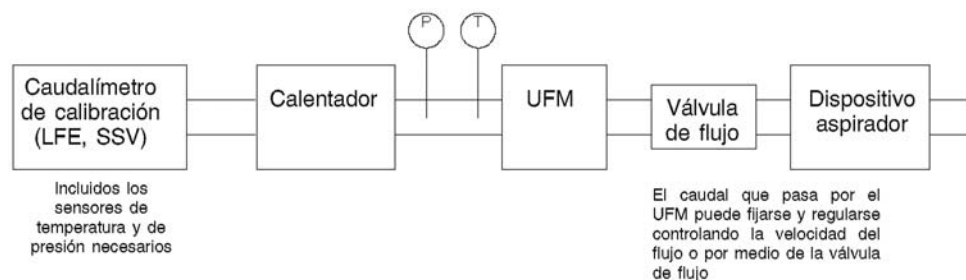 P
T
Caudalímetro
de calibración
(LFE, SSV)
Calentador
UFM
Válvula
de flujo
Dispositivo
aspirador
Incluidos los
sensores de
temperatura y de
presión necesarios
El caudal que pasa por el
UFM puede fijarse y regularse
controlando la velocidad del
flujo o por medio de la válvula
de flujo